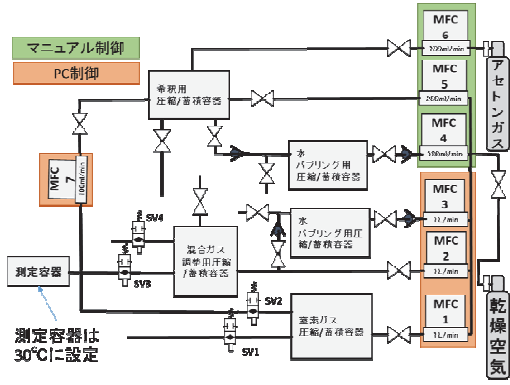 マニュアル制御
PC制御
MFC
6
200ml/min
MFC
5
200ml/min
MFC
4
アセトンガス
希釈用
圧縮/蓄積容器
水
バブリング用
圧縮/蓄積容器
MFC
7
100ml/min
SV4
SV3
混合ガス
調整用圧縮
/蓄積容器
水
バブリング用圧
縮/蓄積容器
MFC
3
1L/min
MFC
2
1L/min
MFC
1
1L/min
測定容器
SV2
SV1
窒素ガス
圧縮/蓄積容器
乾燥空気
測定容器は
30℃に設定